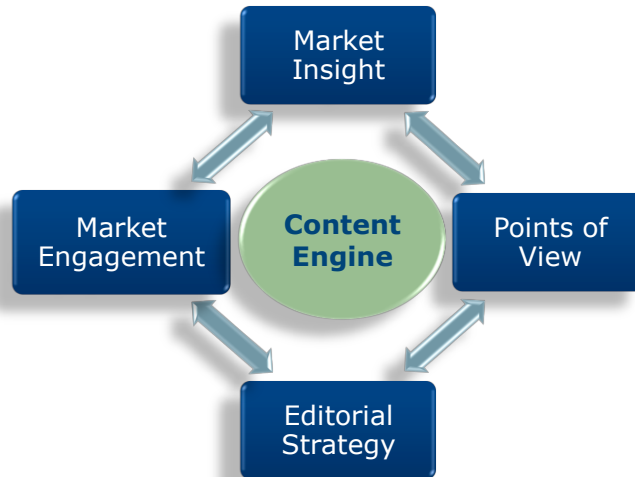 Market
Insight
Market
Engagement
Content
Engine
Points of
View
Editorial
Strategy